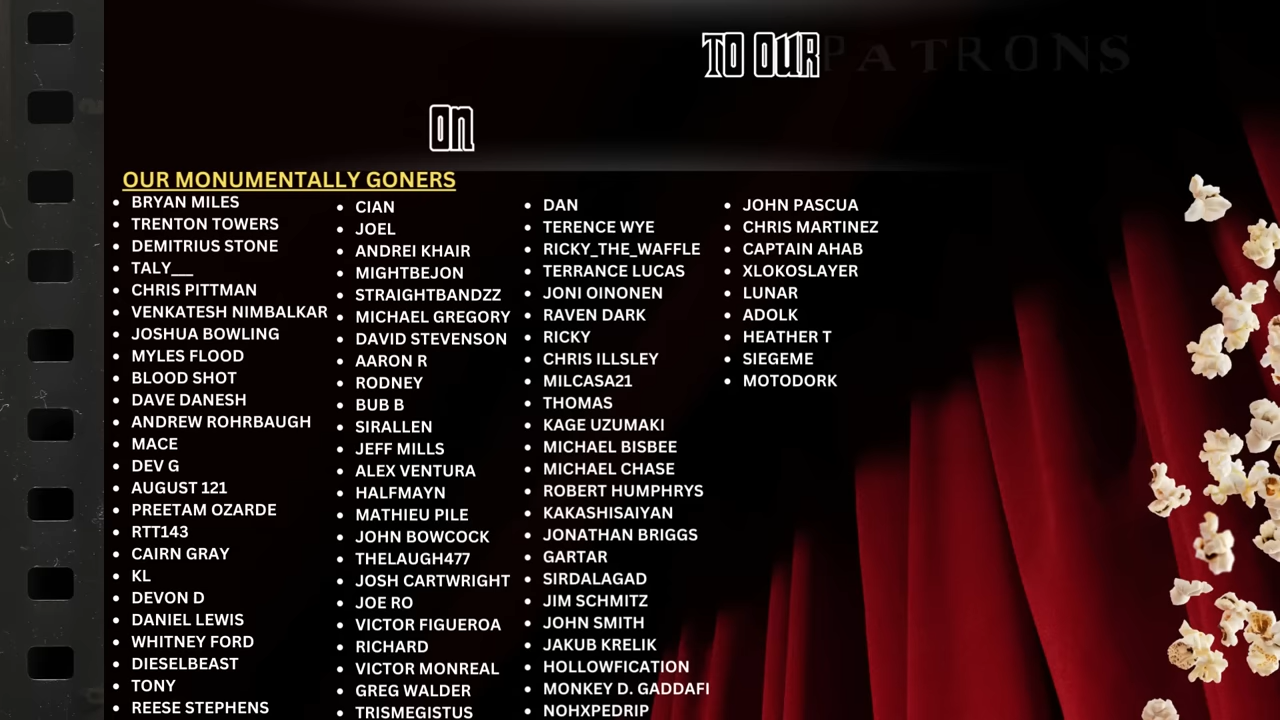 TO OUR PATRONS
On
OUR MONUMENTALLY GONERS
BRYAN MILES
TRENTON TOWERS
DEMITRIUS STONE
TALY___
CHRIS PITTMAN
VENKATESH NIMBALKAR
JOSHUA BOWLING
MYLES FLOOD
BLOOD SHOT
DAVE DANESH
ANDREW ROHRBAUGH
MACE
DEV G
AUGUST 121
PREETAM OZARDE
RTT143
CAIRN GRAY
KL
DEVON D
DANIEL LEWIS
WHITNEY FORD
DIESELBEAST
TONY
REESE STEPHENS
CIAN
JOEL
ANDREI KHAIR
MIGHTBEJON
STRAIGHTBANDZZ
MICHAEL GREGORY
DAVID STEVENSON
AARON R
RODNEY
BUB B
SIRALLEN
JEFF MILLS
ALEX VENTURA
HALFMAYN
MATHIEU PILE
JOHN BOWCOCK
THELAUGH477
JOSH CARTWRIGHT
JOE RO
VICTOR FIGUEROA
RICHARD
VICTOR MONREAL
GREG WALDER
TRISMEGISTUS
DAN
TERENCE WYE
RICKY_THE_WAFFLE
TERRANCE LUCAS
JONI OINONEN
RAVEN DARK
RICKY
CHRIS ILLSLEY
MILCASA21
THOMAS
KAGE UZUMAKI
MICHAEL BISBEE
MICHAEL CHASE
ROBERT HUMPHRYS
KAKASHISAIYAN
JONATHAN BRIGGS
GARTAR
SIRDALAGAD
JIM SCHMITZ
JOHN SMITH
JAKUB KRELIK
HOLLOWFICATION
MONKEY D. GADDAFI
NOHXPEDRIP
JOHN PASCUA
CHRIS MARTINEZ
CAPTAIN AHAB
XLOKOSLAYER
LUNAR
ADOLK
HEATHER T
SIEGEME
MOTODORK